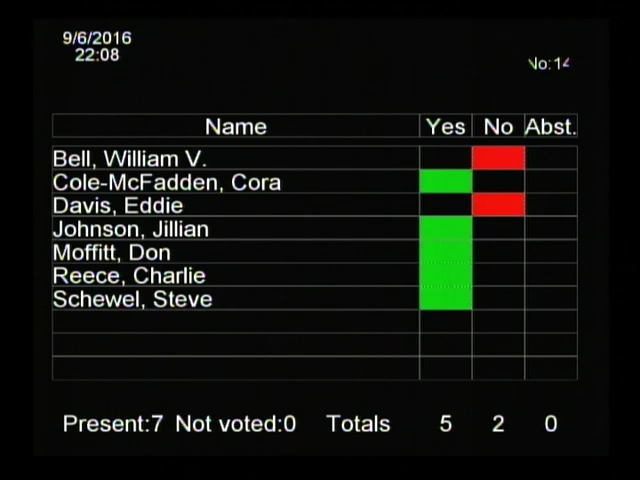 9/6/2016
22:08
No:14
Name Yes No Abst.
Bell, William V.
Cole-McFadden, Cora
Davis, Eddie
Johnson, Jillian
Moffitt, Don
Reece, Charlie
Schewel, Steve
Present:7 Not voted:0 Totals 5 2 0